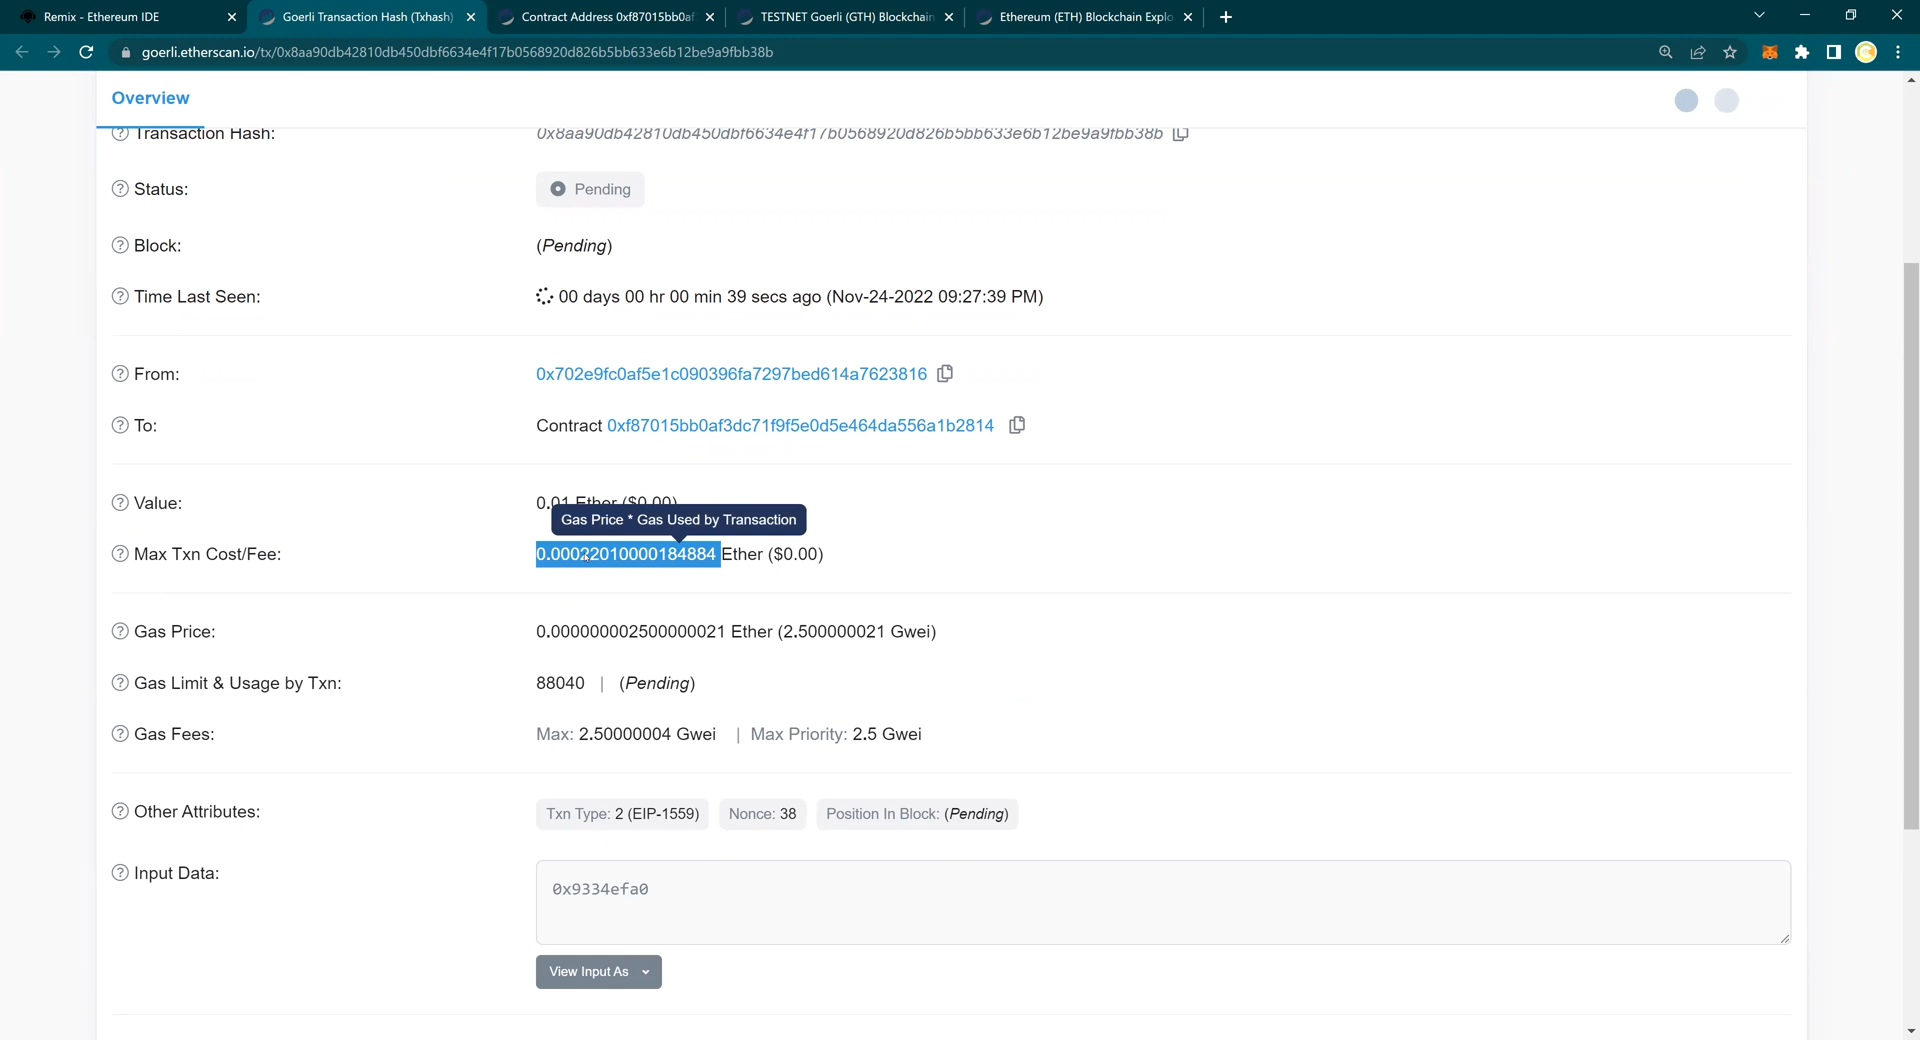 Remix - Ethereum IDE
Goerli Transaction Hash (Txhash)
Contract Address 0xf87015bb0af
TESTNET Goerli (GTH) Blockchain
Ethereum (ETH) Blockchain Explo
goerli.etherscan.io/tx/0x8aa90db42810db450dbf6634e4f17b0568920d826b5bb633e6b12be9a9fbb38b
Overview
Transaction Hash: 0x8aa90db42810db450dbf6634e4f17b0568920d826b5bb633e6b12be9a9fbb38b
Status: Pending
Block: (Pending)
Time Last Seen: 00 days 00 hr 00 min 39 secs ago (Nov-24-2022 09:27:39 PM)
From: 0x702e9fc0af5e1c090396fa7297bed614a7623816
To: Contract 0xf87015bb0af3dc71f9f5e0d5e464da556a1b2814
Value: 0.01 Ether ($0.00)
Gas Price * Gas Used by Transaction
Max Txn Cost/Fee: 0.00022010000184884 Ether ($0.00)
Gas Price: 0.000000002500000021 Ether (2.500000021 Gwei)
Gas Limit & Usage by Txn: 88040 | (Pending)
Gas Fees: Max: 2.50000004 Gwei | Max Priority: 2.5 Gwei
Other Attributes: Txn Type: 2 (EIP-1559) Nonce: 38 Position In Block: (Pending)
Input Data: 0x9334efa0
View Input As